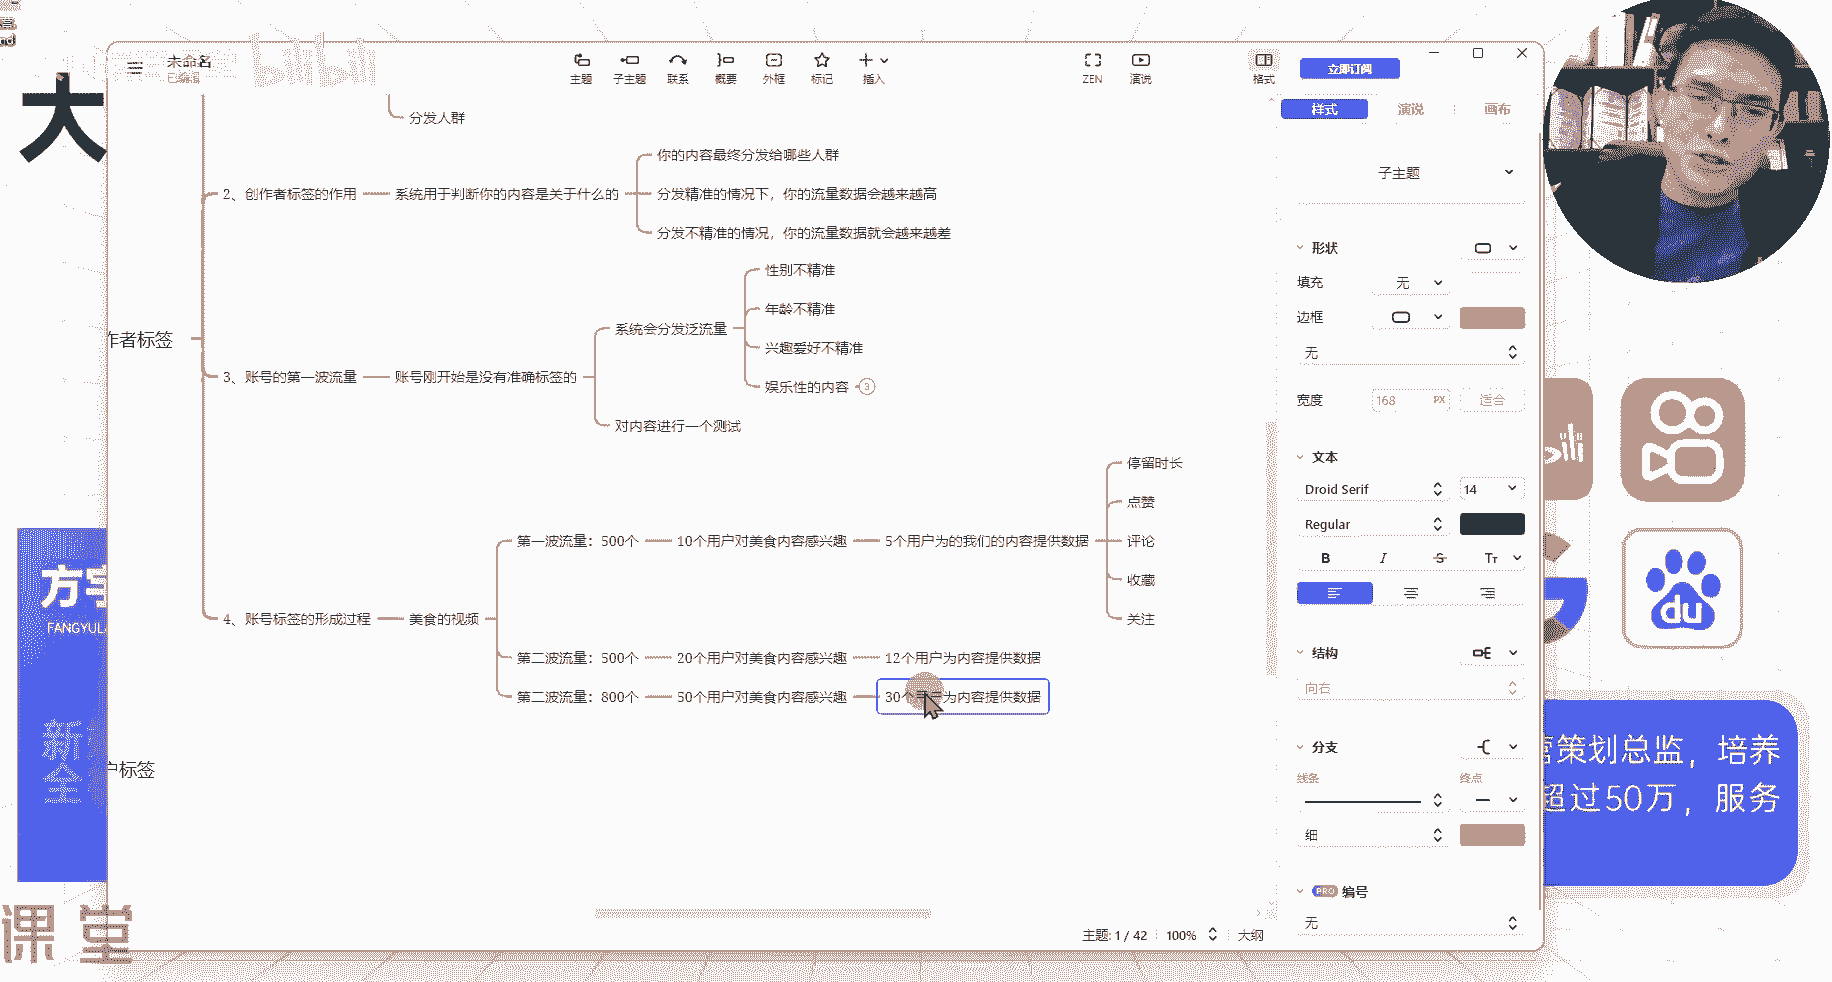 大
未命名
已编辑
bilibili
主题
子主题
联系
概要
外框
标记
插入
ZEN
演说
格式
立即订阅
样式
演说
画布
分发人群
2、创作者标签的作用
系统用于判断你的内容是关于什么的
你的内容最终分发给哪些人群
分发精准的情况下，你的流量数据会越来越高
分发不精准的情况，你的流量数据就会越来越差
作者标签
3、账号的第一波流量
账号刚开始是没有准确标签的
系统会分发泛流量
性别不精准
年龄不精准
兴趣爱好不精准
娱乐性的内容
3
对内容进行一个测试
4、账号标签的形成过程
美食的视频
第一波流量：500个
10个用户对美食内容感兴趣
5个用户为的我们的内容提供数据
停留时长
点赞
评论
收藏
关注
第二波流量：500个
20个用户对美食内容感兴趣
12个用户为内容提供数据
第二波流量：800个
50个用户对美食内容感兴趣
30个用户为内容提供数据
户标签
子主题
形状
填充
无
边框
无
宽度
168
PX
适合
文本
Droid Serif
14
Regular
B
I
S
Tт
结构
向右
分支
线条
终点
细
PRO
编号
无
主题: 1 / 42
100%
大纲
FANGYUL
新
全
课 堂
bili
du
营策划总监，培养
超过50万，服务